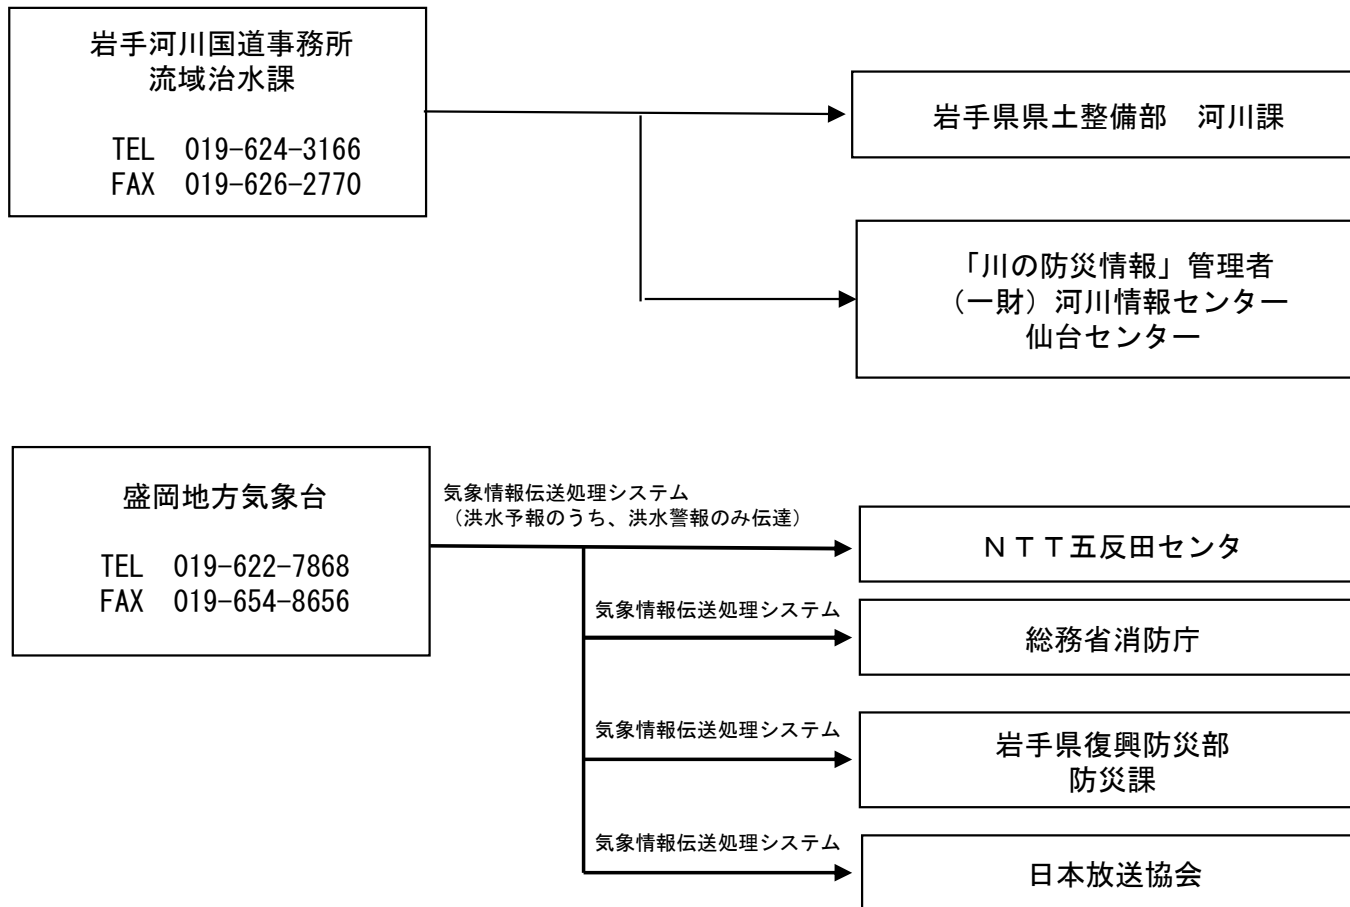 岩手河川国道事務所
流域治水課
TEL　019-624-3166
FAX　019-626-2770
岩手県県土整備部　河川課
「川の防災情報」管理者
（一財）河川情報センター
仙台センター
盛岡地方気象台
TEL　019-622-7868
FAX　019-654-8656
気象情報伝送処理システム
（洪水予報のうち、洪水警報のみ伝達）
ＮＴＴ五反田センタ
気象情報伝送処理システム
総務省消防庁
気象情報伝送処理システム
岩手県復興防災部
防災課
気象情報伝送処理システム
日本放送協会